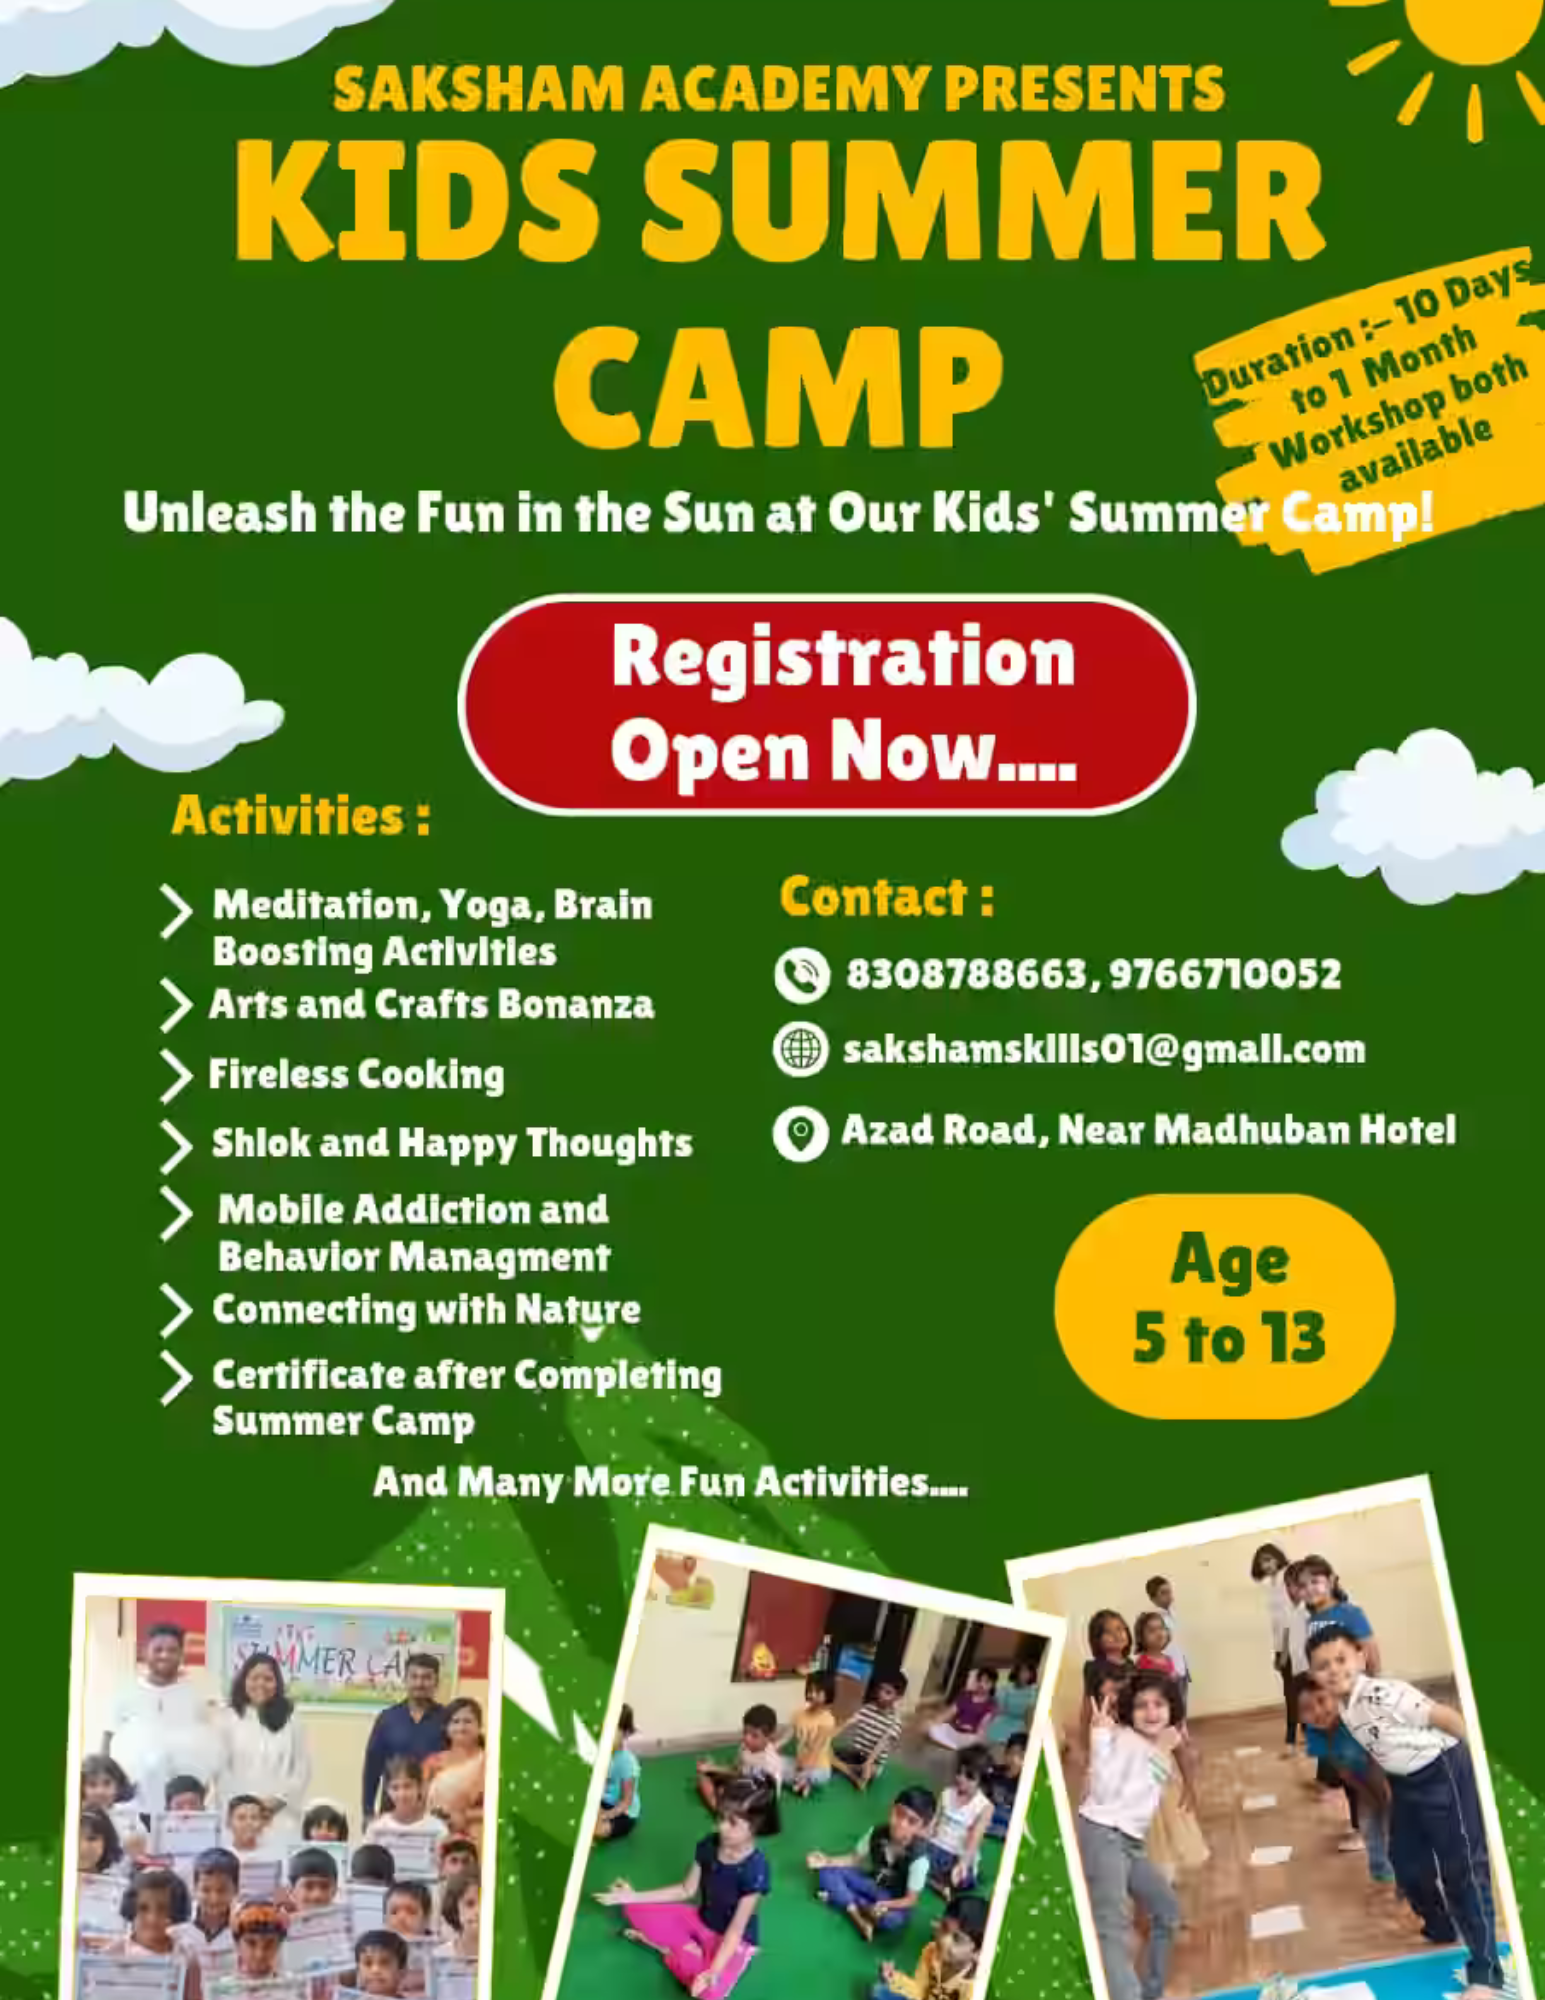 SAKSHAM ACADEMY PRESENTS
KIDS SUMMER
CAMP
Duration :- 10 Days
to 1 Month
Workshop both
available
Unleash the Fun in the Sun at Our Kids' Summer Camp!
Registration
Open Now....
Activities :
Meditation, Yoga, Brain
Boosting Activities
Arts and Crafts Bonanza
Fireless Cooking
Shlok and Happy Thoughts
Mobile Addiction and
Behavior Managment
Connecting with Nature
Certificate after Completing
Summer Camp
And Many More Fun Activities....
Contact :
8308788663, 9766710052
sakshamskills01@gmail.com
Azad Road, Near Madhuban Hotel
Age
5 to 13
SUMMER CAMP